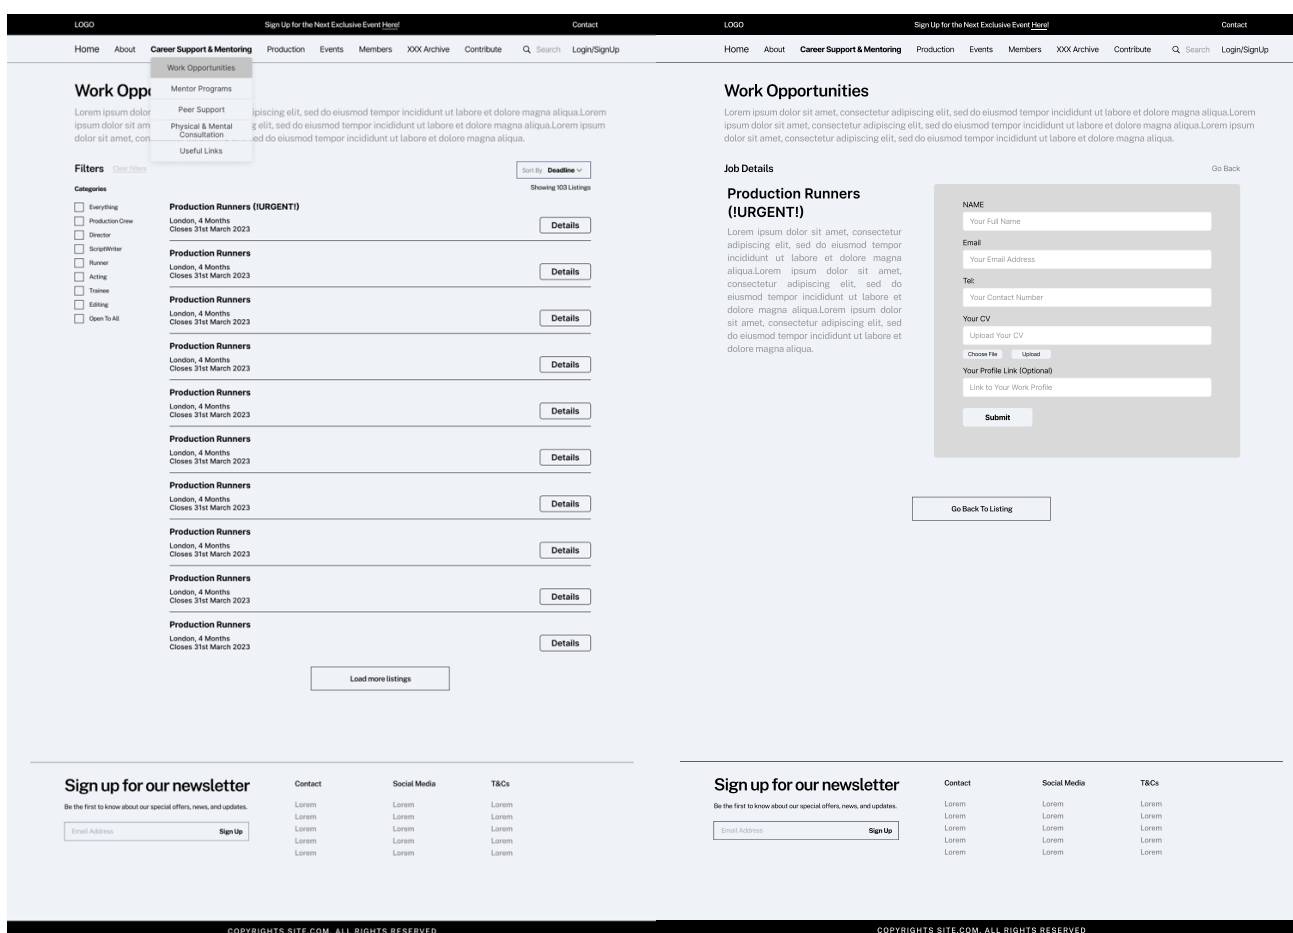 LOGO
Sign Up for the Next Exclusive Event Here!
Contact
Home About Career Support & Mentoring Production Events Members XXX Archive Contribute Search Login/SignUp
Work Opportunities
Mentor Programs
Peer Support
Physical & Mental
Consultation
Useful Links
Work Oppo
Lorem ipsum dolor ipiscing elit, sed do eiusmod tempor incididunt ut labore et dolore magna aliqua.Lorem
ipsum dolor sit am g elit, sed do eiusmod tempor incididunt ut labore et dolore magna aliqua.Lorem ipsum
dolor sit amet, con sed do eiusmod tempor incididunt ut labore et dolore magna aliqua.
Filters Clear filters
Sort By Deadline
Showing 103 Listings
Categories
Everything
Production Crew
Director
ScriptWriter
Runner
Acting
Trainee
Editing
Open To All
Production Runners (!URGENT!)
London, 4 Months
Closes 31st March 2023
Details
Production Runners
London, 4 Months
Closes 31st March 2023
Details
Production Runners
London, 4 Months
Closes 31st March 2023
Details
Production Runners
London, 4 Months
Closes 31st March 2023
Details
Production Runners
London, 4 Months
Closes 31st March 2023
Details
Production Runners
London, 4 Months
Closes 31st March 2023
Details
Production Runners
London, 4 Months
Closes 31st March 2023
Details
Production Runners
London, 4 Months
Closes 31st March 2023
Details
Production Runners
London, 4 Months
Closes 31st March 2023
Details
Production Runners
London, 4 Months
Closes 31st March 2023
Details
Load more listings
Sign up for our newsletter
Be the first to know about our special offers, news, and updates.
Email Address Sign Up
Contact
Lorem
Lorem
Lorem
Lorem
Lorem
Social Media
Lorem
Lorem
Lorem
Lorem
Lorem
T&Cs
Lorem
Lorem
Lorem
Lorem
Lorem
COPYRIGHTS SITE.COM. ALL RIGHTS RESERVED
LOGO
Sign Up for the Next Exclusive Event Here!
Contact
Home About Career Support & Mentoring Production Events Members XXX Archive Contribute Search Login/SignUp
Work Opportunities
Lorem ipsum dolor sit amet, consectetur adipiscing elit, sed do eiusmod tempor incididunt ut labore et dolore magna aliqua.Lorem
ipsum dolor sit amet, consectetur adipiscing elit, sed do eiusmod tempor incididunt ut labore et dolore magna aliqua.Lorem ipsum
dolor sit amet, consectetur adipiscing elit, sed do eiusmod tempor incididunt ut labore et dolore magna aliqua.
Job Details
Go Back
Production Runners
(!URGENT!)
Lorem ipsum dolor sit amet, consectetur
adipiscing elit, sed do eiusmod tempor
incididunt ut labore et dolore magna
aliqua.Lorem ipsum dolor sit amet,
consectetur adipiscing elit, sed do
eiusmod tempor incididunt ut labore et
dolore magna aliqua.Lorem ipsum dolor
sit amet, consectetur adipiscing elit, sed
do eiusmod tempor incididunt ut labore et
dolore magna aliqua.
NAME
Your Full Name
Email
Your Email Address
Tel:
Your Contact Number
Your CV
Upload Your CV
Choose File Upload
Your Profile Link (Optional)
Link to Your Work Profile
Submit
Go Back To Listing
Sign up for our newsletter
Be the first to know about our special offers, news, and updates.
Email Address Sign Up
Contact
Lorem
Lorem
Lorem
Lorem
Lorem
Social Media
Lorem
Lorem
Lorem
Lorem
Lorem
T&Cs
Lorem
Lorem
Lorem
Lorem
Lorem
COPYRIGHTS SITE.COM. ALL RIGHTS RESERVED